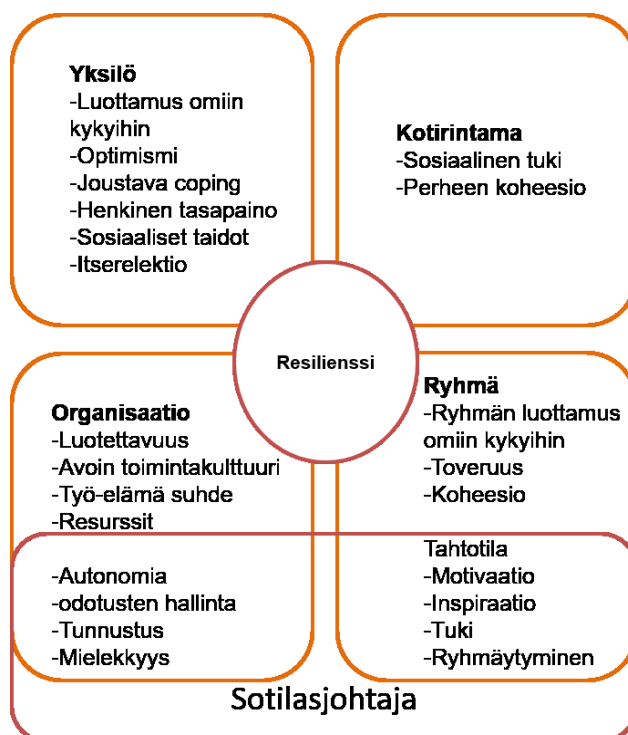 Yksilö
-Luottamus omiin
kykyihin
-Optimismi
-Joustava coping
-Henkinen tasapaino
-Sosiaaliset taidot
-Itserelektio
Kotirintama
-Sosiaalinen tuki
-Perheen koheesio
Resilienssi
Organisaatio
-Luotettavuus
-Avoin toimintakulttuuri
-Työ-elämä suhde
-Resurssit
-Autonomia
-odotusten hallinta
-Tunnustus
-Mielekkyys
Ryhmä
-Ryhmän luottamus
omiin kykyihin
-Toveruus
-Koheesio
Tahtotila
-Motivaatio
-Inspiraatio
-Tuki
-Ryhmäytyminen
Sotilasjohtaja